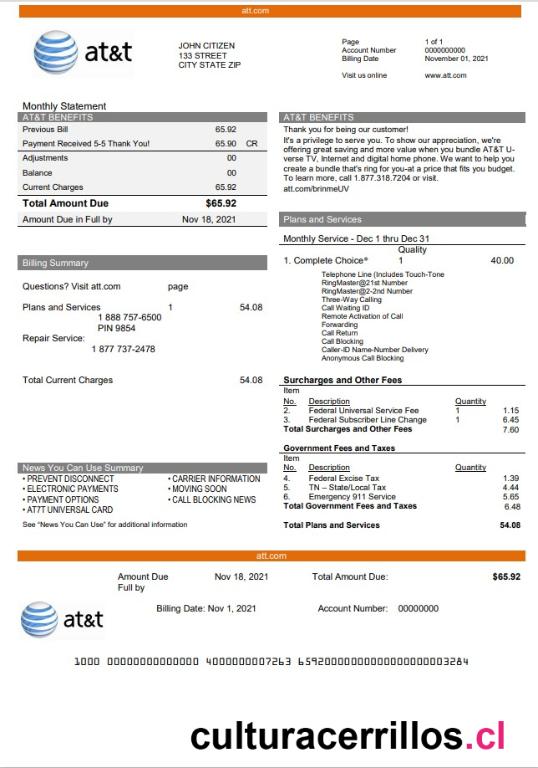 att.com
at&t
JOHN CITIZEN
133 STREET
CITY STATE ZIP
Page 1 of 1
Account Number 0000000000
Billing Date November 01, 2021
Visit us online www.att.com
Monthly Statement
AT&T BENEFITS
Previous Bill 65.92
Payment Received 5-5 Thank You! 65.90 CR
Adjustments 00
Balance 00
Current Charges 65.92
Total Amount Due $65.92
Amount Due in Full by Nov 18, 2021
Billing Summary
Questions? Visit att.com page
Plans and Services 1 54.08
1 888 757-6500
PIN 9854
Repair Service:
1 877 737-2478
Total Current Charges 54.08
News You Can Use Summary
• PREVENT DISCONNECT • CARRIER INFORMATION
• ELECTRONIC PAYMENTS • MOVING SOON
• PAYMENT OPTIONS • CALL BLOCKING NEWS
• AT7T UNIVERSAL CARD
See "News You Can Use" for additional information
AT&T BENEFITS
Thank you for being our customer!
It's a privilege to serve you. To show our appreciation, we're
offering great saving and more value when you bundle AT&T U-
verse TV, Internet and digital home phone. We want to help you
create a bundle that's ring for you-at a price that fits you budget.
To learn more, call 1.877.318.7204 or visit.
att.com/brinmeUV
Plans and Services
Monthly Service - Dec 1 thru Dec 31
Quality
1. Complete Choice* 1 40.00
Telephone Line (Includes Touch-Tone
RingMaster@21st Number
RingMaster@2-2nd Number
Three-Way Calling
Call Waiting ID
Remote Activation of Call
Forwarding
Call Return
Call Blocking
Caller-ID Name-Number Delivery
Anonymous Call Blocking
Surcharges and Other Fees
Item
No. Description Quantity
2. Federal Universal Service Fee 1 1.15
3. Federal Subscriber Line Change 1 6.45
Total Surcharges and Other Fees 7.60
Government Fees and Taxes
Item
No. Description Quantity
4. Federal Excise Tax 1.39
5. TN – State/Local Tax 4.44
6. Emergency 911 Service 5.65
Total Government Fees and Taxes 6.48
Total Plans and Services 54.08
att.com
Amount Due Nov 18, 2021 Total Amount Due: $65.92
Full by
Billing Date: Nov 1, 2021 Account Number: 00000000
at&t
culturacerrillos.cl